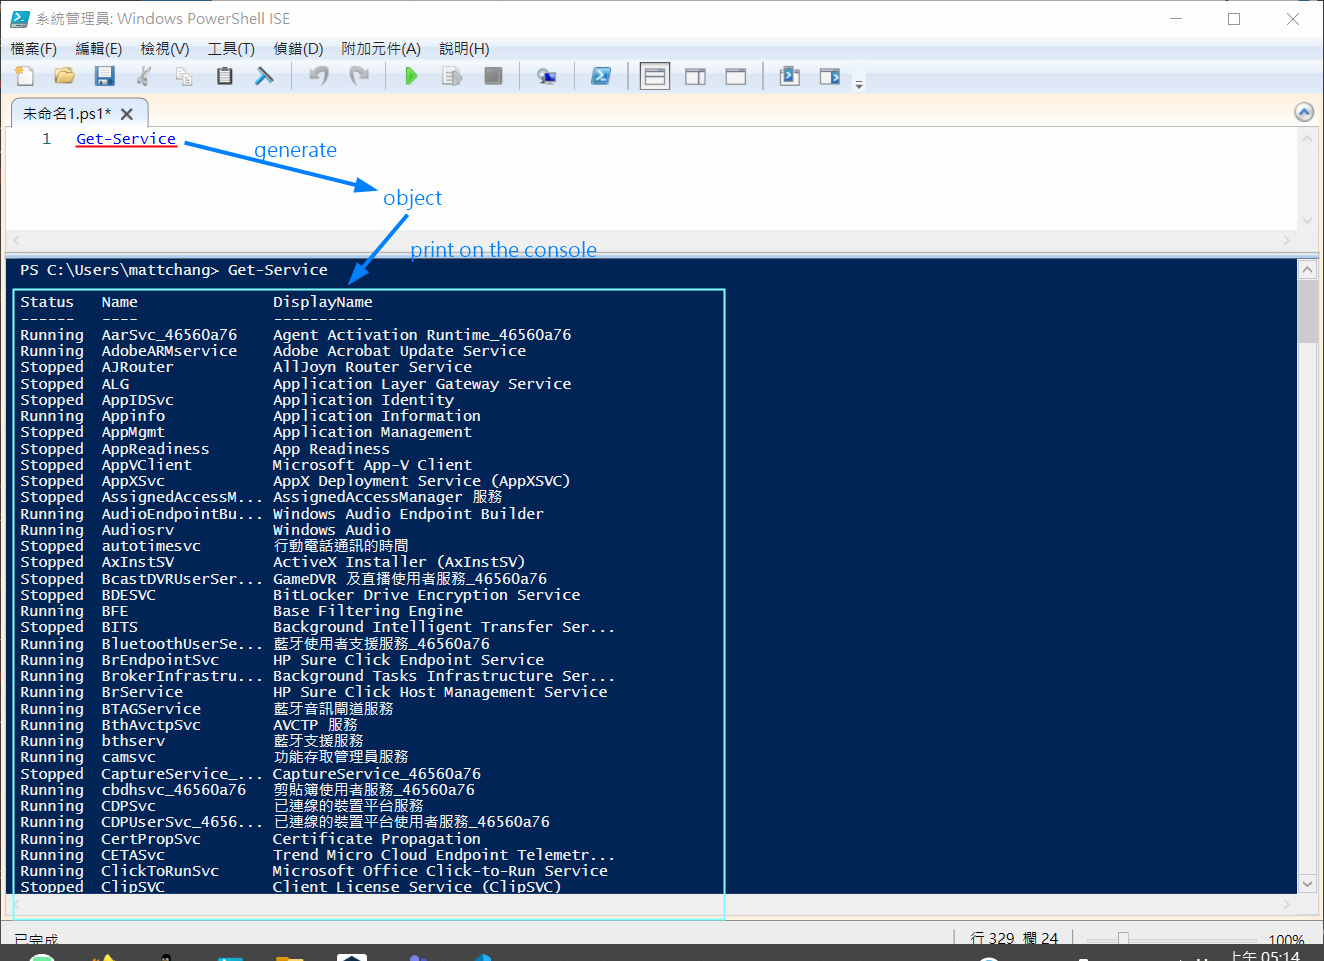 系統管理員: Windows PowerShell ISE
檔案(F) 編輯(E) 檢視(V) 工具(T) 偵錯(D) 附加元件(A) 說明(H)
未命名1.ps1*
1 Get-Service
generate
object
print on the console
PS C:\Users\mattchang> Get-Service
Status Name DisplayName
------ ---- -----------
Running AarSvc_46560a76 Agent Activation Runtime_46560a76
Running AdobeARMservice Adobe Acrobat Update Service
Stopped AJRouter AllJoyn Router Service
Stopped ALG Application Layer Gateway Service
Stopped AppIDSvc Application Identity
Running Appinfo Application Information
Stopped AppMgmt Application Management
Stopped AppReadiness App Readiness
Stopped AppVClient Microsoft App-V Client
Stopped AppXSvc AppX Deployment Service (AppXSVC)
Stopped AssignedAccessM... AssignedAccessManager 服務
Running AudioEndpointBu... Windows Audio Endpoint Builder
Running Audiosrv Windows Audio
Stopped autotimesvc 行動電話通訊的時間
Stopped AxInstSV ActiveX Installer (AxInstSV)
Stopped BcastDVRUserSer... GameDVR 及直播使用者服務_46560a76
Stopped BDESVC BitLocker Drive Encryption Service
Running BFE Base Filtering Engine
Stopped BITS Background Intelligent Transfer Ser...
Running BluetoothUserSe... 藍牙使用者支援服務_46560a76
Running BrEndpointSvc HP Sure Click Endpoint Service
Running BrokerInfrastru... Background Tasks Infrastructure Ser...
Running BrService HP Sure Click Host Management Service
Running BTAGService 藍牙音訊閘道服務
Running BthAvctpSvc AVCTP 服務
Running bthserv 藍牙支援服務
Running camsvc 功能存取管理員服務
Stopped CaptureService_... CaptureService_46560a76
Running cbdhsvc_46560a76 剪貼簿使用者服務_46560a76
Running CDPSvc 已連線的裝置平台服務
Running CDPUserSvc_4656... 已連線的裝置平台使用者服務_46560a76
Running CertPropSvc Certificate Propagation
Running CETASvc Trend Micro Cloud Endpoint Telemetr...
Running ClickToRunSvc Microsoft Office Click-to-Run Service
Stopped ClipSVC Client License Service (ClipSVC)
已完成 行 329 欄 24 100%
上午 05:14